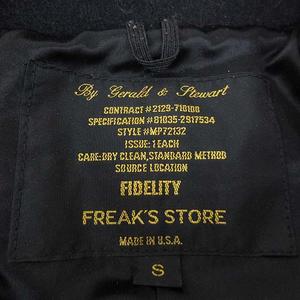 By Gerald & Stewart
CONTRACT #2129-710100
SPECIFICATION #81035-2917534
STYLE #MP72132
ISSUE: 1 EACH
CARE: DRY CLEAN, STANDARD METHOD
SOURCE LOCATION
FIDELITY
FREAK'S STORE
MADE IN U.S.A.
S